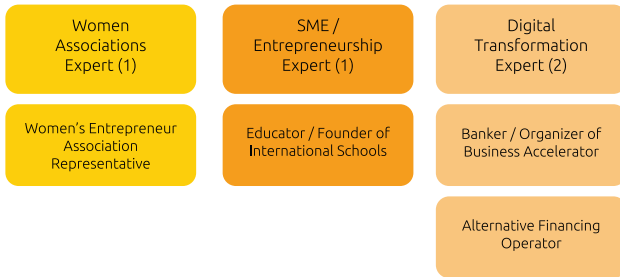 Women
Associations
Expert (1)
SME /
Entrepreneurship
Expert (1)
Digital
Transformation
Expert (2)
Women’s Entrepreneur
Association
Representative
Educator / Founder of
International Schools
Banker / Organizer of
Business Accelerator
Alternative Financing
Operator